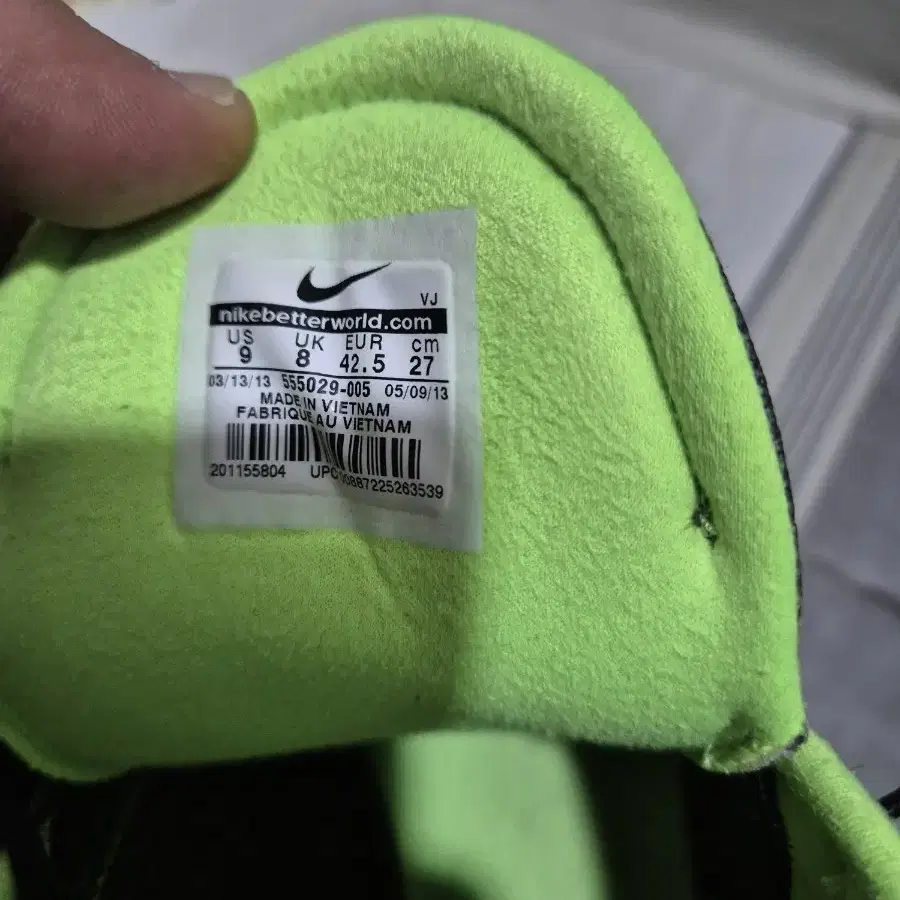 VJ
nikebetterworld.com
US UK EUR cm
9 8 42.5 27
03/13/13 555029-005 05/09/13
MADE IN VIETNAM
FABRIQUE AU VIETNAM
201155804 UPC 00887225263539